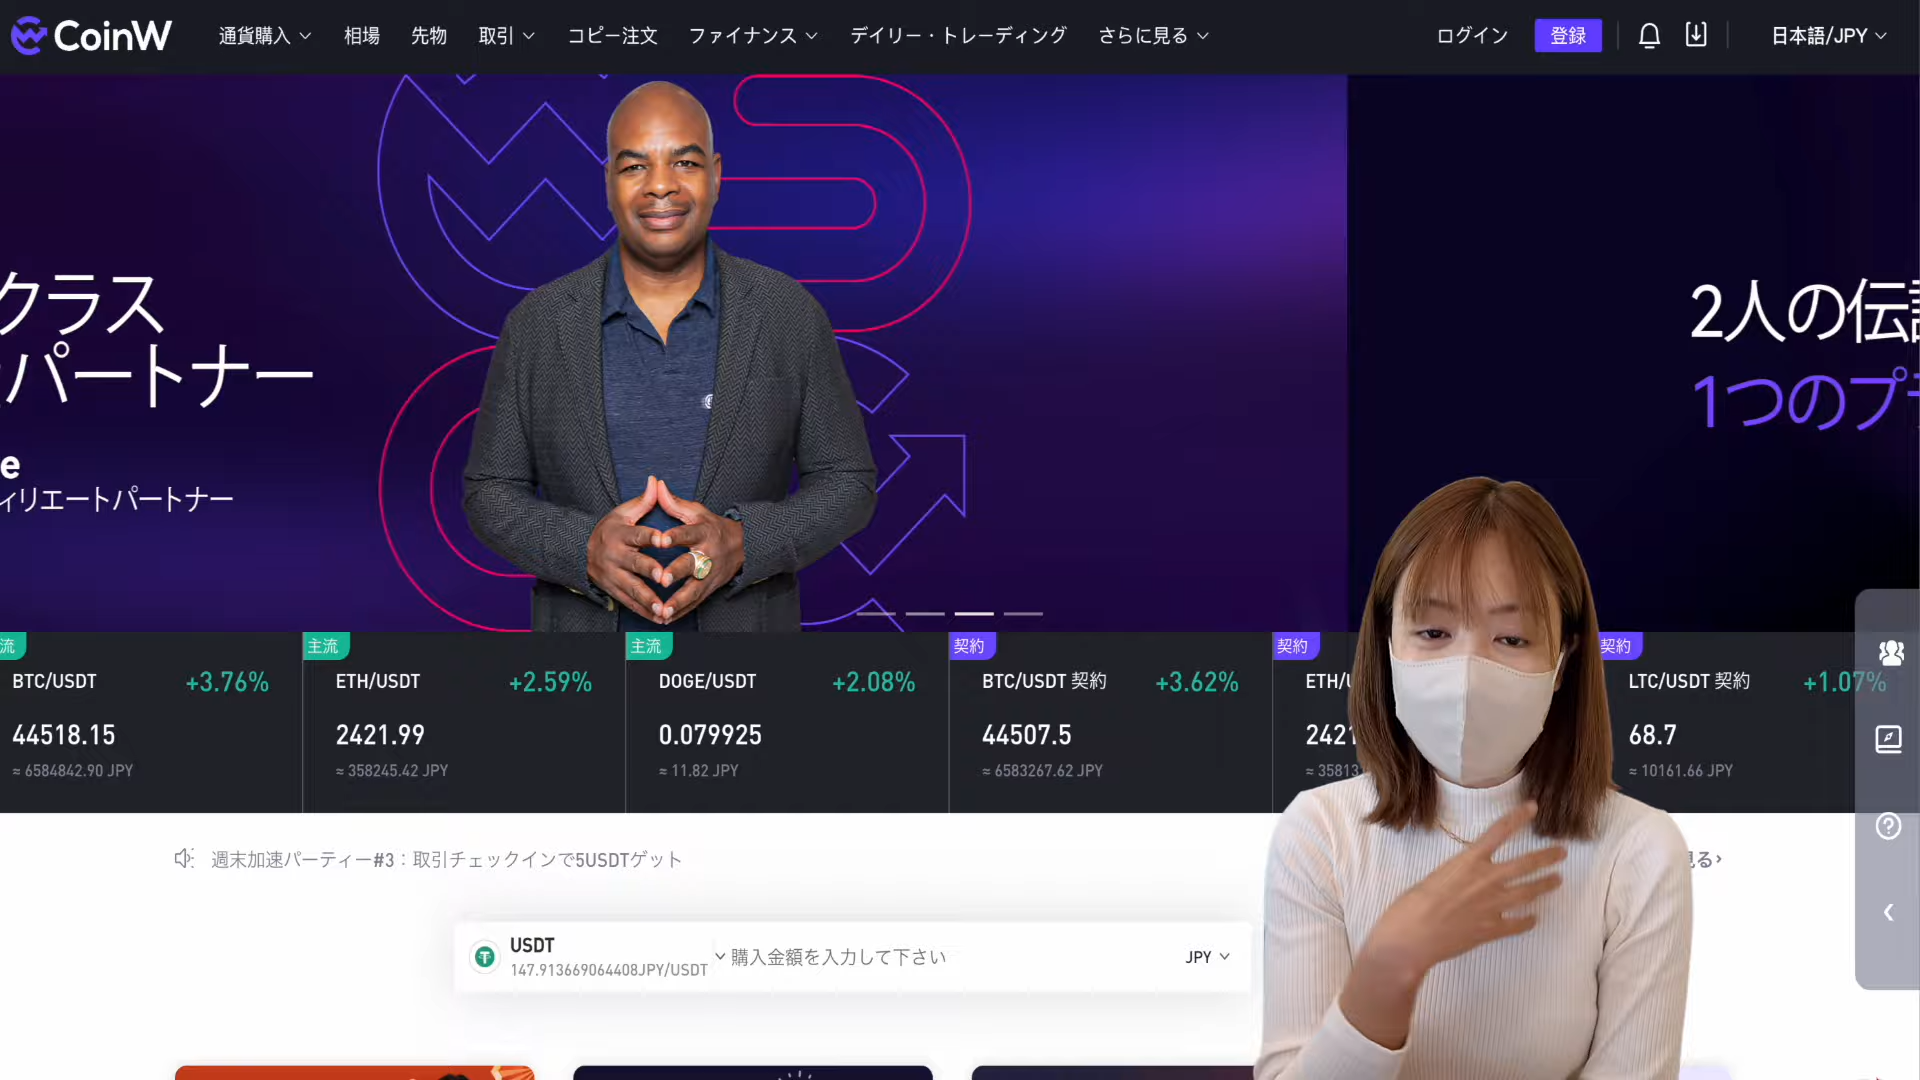 CoinW
通貨購入
相場
先物
取引
コピー注文
ファイナンス
デイリー・トレーディング
さらに見る
ログイン
登録
日本語/JPY
クラス
パートナー
e
ィリエートパートナー
2人の伝
1つのプ
流
BTC/USDT +3.76%
44518.15
≈ 6584842.90 JPY
主流
ETH/USDT +2.59%
2421.99
≈ 358245.42 JPY
主流
DOGE/USDT +2.08%
0.079925
≈ 11.82 JPY
契約
BTC/USDT 契約 +3.62%
44507.5
≈ 6583267.62 JPY
契約
ETH/U
2421
≈ 35813
契約
LTC/USDT 契約 +1.07%
68.7
≈ 10161.66 JPY
週末加速パーティー#3：取引チェックインで5USDTゲット
見る›
USDT
147.913669064408JPY/USDT
購入金額を入力して下さい
JPY